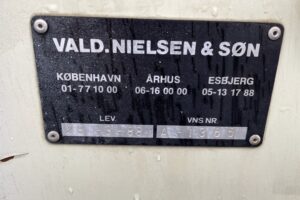 VALD. NIELSEN & SØN
KØBENHAVN ÅRHUS ESBJERG
01-77 10 00 06-16 00 00 05-13 17 88
LEV. VNS NR